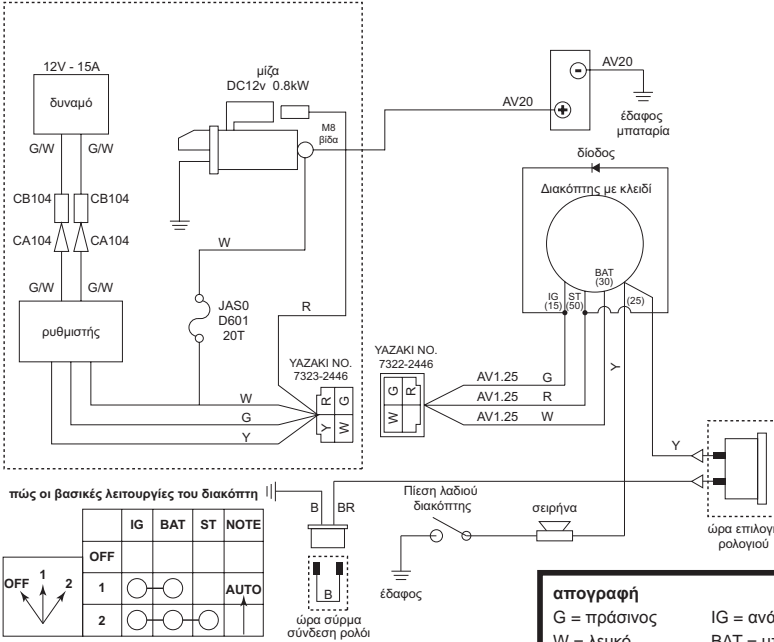 12V - 15A
δυναμό
G/W G/W
CB104 CB104
CA104 CA104
G/W G/W
ρυθμιστής
μίζα
DC12v 0.8kW
M8
βίδα
W
JAS0
D601
20T
R
YAZAKI NO.
7323-2446
R G
Y W
W
G
Y
AV20
AV20
έδαφος
μπαταρία
δίοδος
Διακόπτης με κλειδί
BAT
(30)
IG ST
(15) (50) (25)
YAZAKI NO.
7322-2446
G R
W
AV1.25 G
AV1.25 R
AV1.25 W
Y
Y
πώς οι βασικές λειτουργίες του διακόπτη
IG BAT ST NOTE
OFF
1 AUTO
2
OFF 1 2
B BR
B
ώρα σύρμα
σύνδεση ρολόι
Πίεση λαδιού
διακόπτης
σειρήνα
έδαφος
ώρα επιλογι
ρολογιού
απογραφή
G = πράσινος IG = ανά